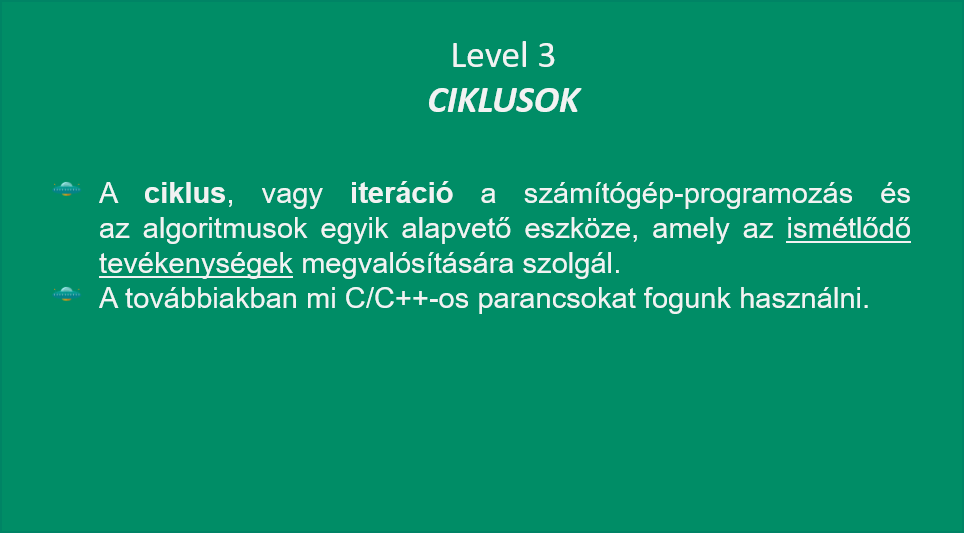 Level 3
CIKLUSOK
A ciklus, vagy iteráció a számítógép-programozás és
az algoritmusok egyik alapvető eszköze, amely az ismétlődő
tevékenységek megvalósítására szolgál.
A továbbiakban mi C/C++-os parancsokat fogunk használni.